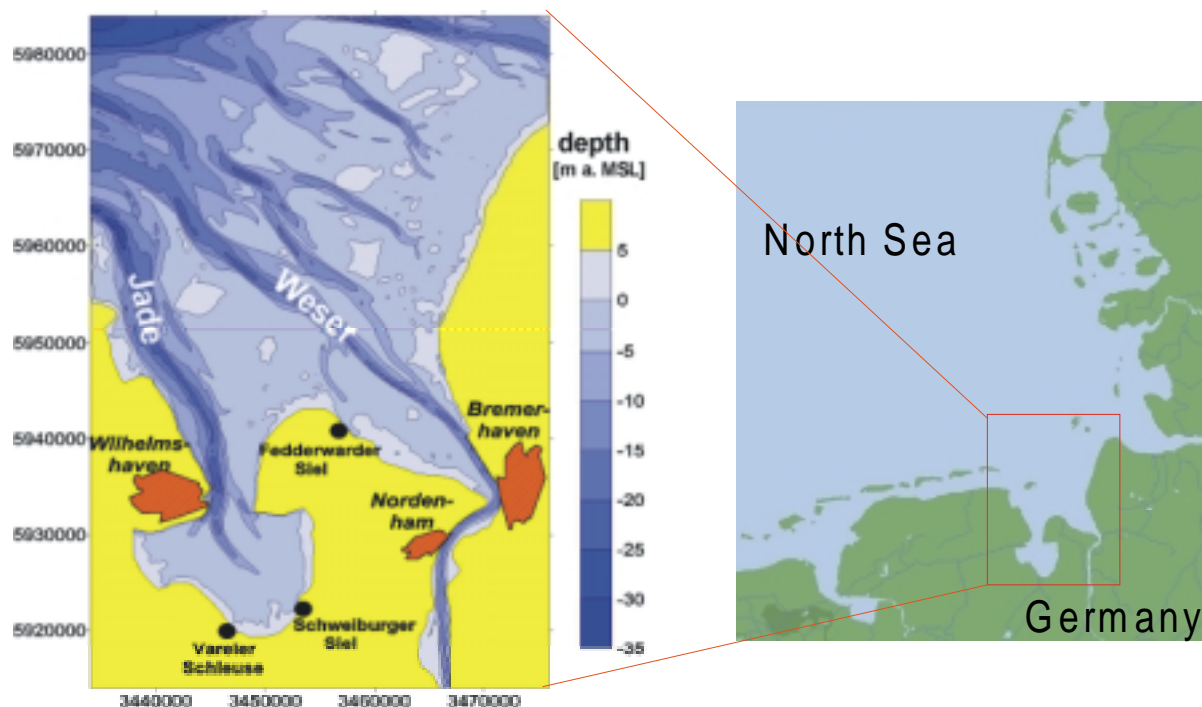 5980000
5970000
5960000
5950000
5940000
5930000
5920000
3440000 3450000 3460000 3470000
Jade
Weser
Wilhelms-
haven
Fedderwarder
Siel
Bremer-
haven
Norden-
ham
Schweiburger
Siel
Vareler
Schleuse
depth
[m a. MSL]
5
0
-5
-10
-15
-20
-25
-30
-35
North Sea
Germany